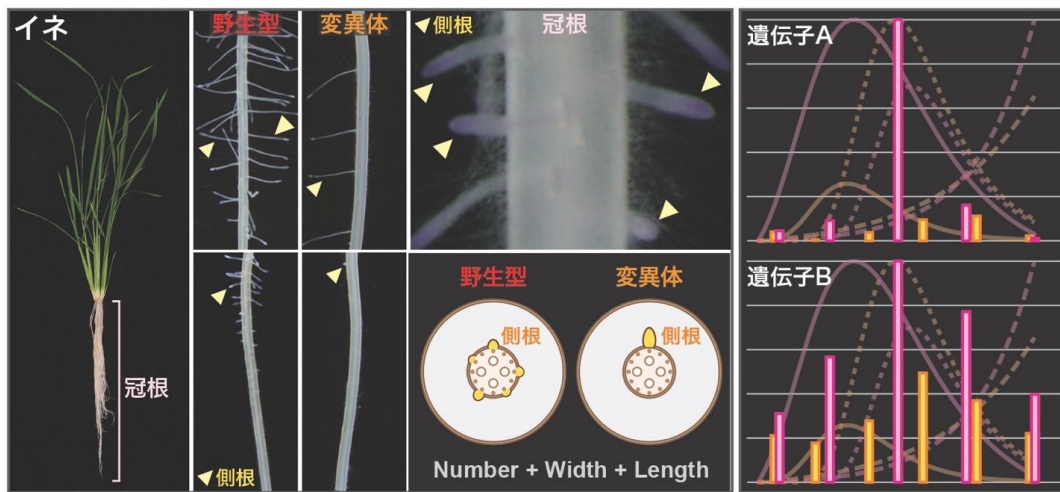 イネ
冠根
野生型
変異体
側根
側根
冠根
野生型
変異体
側根
側根
Number + Width + Length
遺伝子A
遺伝子B